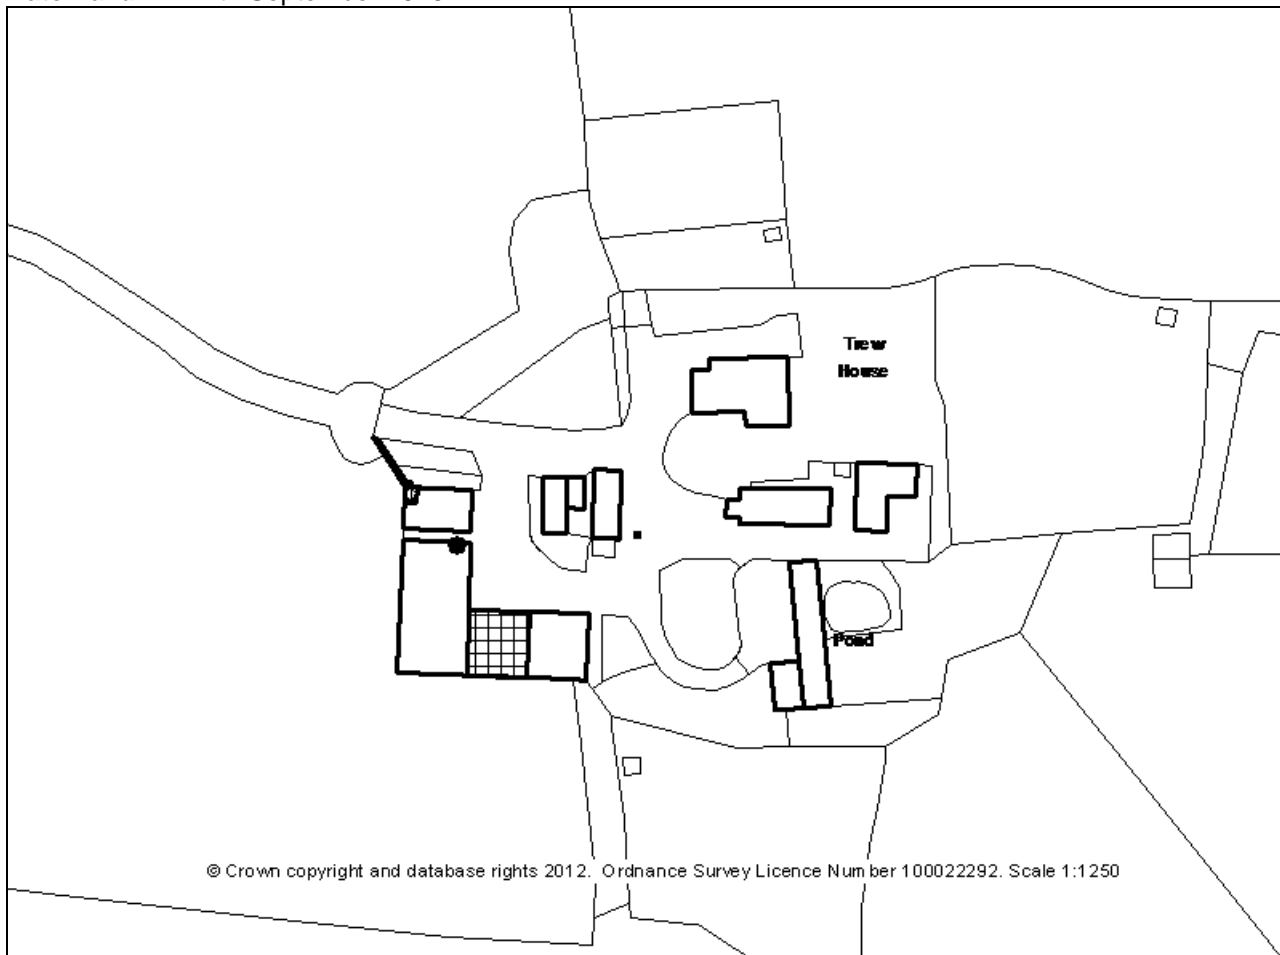 Trew
House
Pond
© Crown copyright and database rights 2012. Ordnance Survey Licence Number 100022292. Scale 1:1250